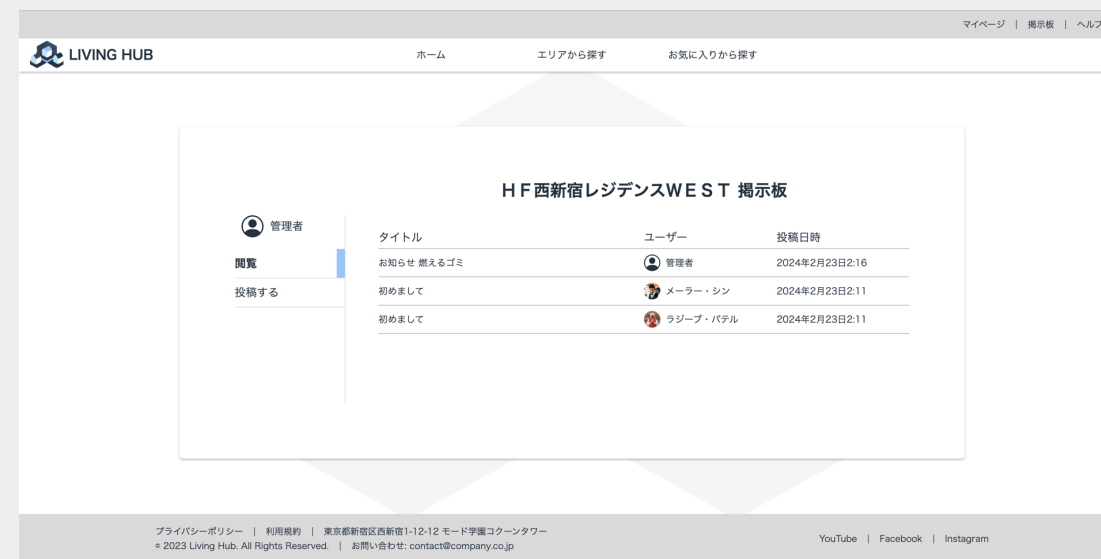 マイページ | 掲示板 | ヘルプ
LIVING HUB
ホーム エリアから探す お気に入りから探す
ＨＦ西新宿レジデンスＷＥＳＴ 掲示板
管理者
閲覧
投稿する
タイトル ユーザー 投稿日時
お知らせ 燃えるゴミ 管理者 2024年2月23日2:16
初めまして メーラー・シン 2024年2月23日2:11
初めまして ラジーブ・パテル 2024年2月23日2:11
プライバシーポリシー | 利用規約 | 東京都新宿区西新宿1-12-12 モード学園コクーンタワー
© 2023 Living Hub. All Rights Reserved. | お問い合わせ: contact@company.co.jp
YouTube | Facebook | Instagram